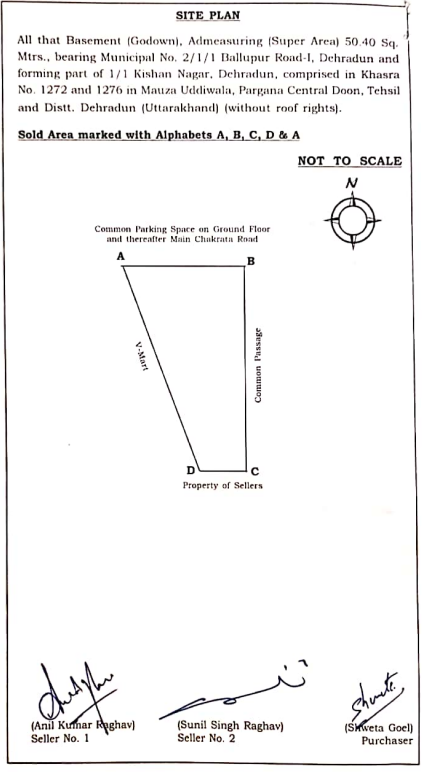 SITE PLAN
All that Basement (Godown), Admeasuring (Super Area) 50.40 Sq.
Mtrs., bearing Municipal No. 2/1/1 Ballupur Road-I, Dehradun and
forming part of 1/1 Kishan Nagar, Dehradun, comprised in Khasra
No. 1272 and 1276 in Mauza Uddiwala, Pargana Central Doon, Tehsil
and Distt. Dehradun (Uttarakhand) (without roof rights).
Sold Area marked with Alphabets A, B, C, D & A
NOT TO SCALE
N
Common Parking Space on Ground Floor
and thereafter Main Chakrata Road
A
B
V-Mart
Common Passage
D
C
Property of Sellers
Shweta
(Anil Kumar Raghav)
Seller No. 1
(Sunil Singh Raghav)
Seller No. 2
(Shweta Goel)
Purchaser